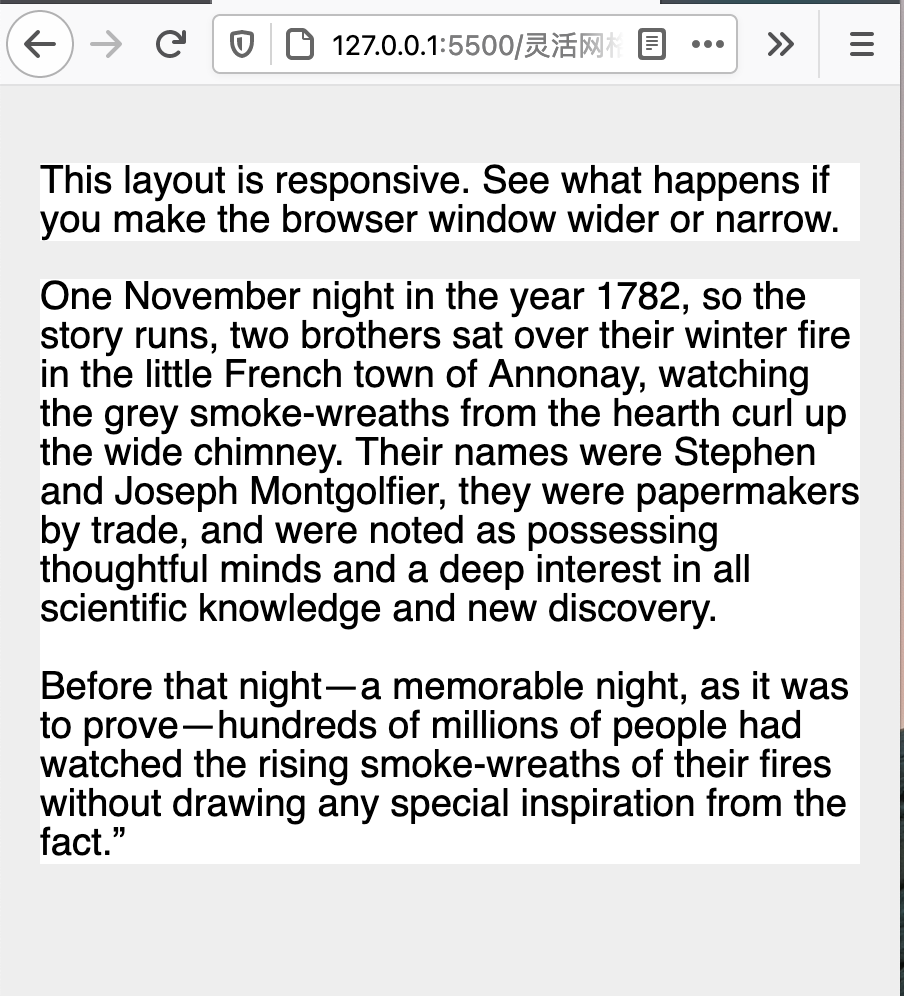 127.0.0.1:5500/灵活网格
This layout is responsive. See what happens if
you make the browser window wider or narrow.
One November night in the year 1782, so the
story runs, two brothers sat over their winter fire
in the little French town of Annonay, watching
the grey smoke-wreaths from the hearth curl up
the wide chimney. Their names were Stephen
and Joseph Montgolfier, they were papermakers
by trade, and were noted as possessing
thoughtful minds and a deep interest in all
scientific knowledge and new discovery.
Before that night—a memorable night, as it was
to prove—hundreds of millions of people had
watched the rising smoke-wreaths of their fires
without drawing any special inspiration from the
fact.”